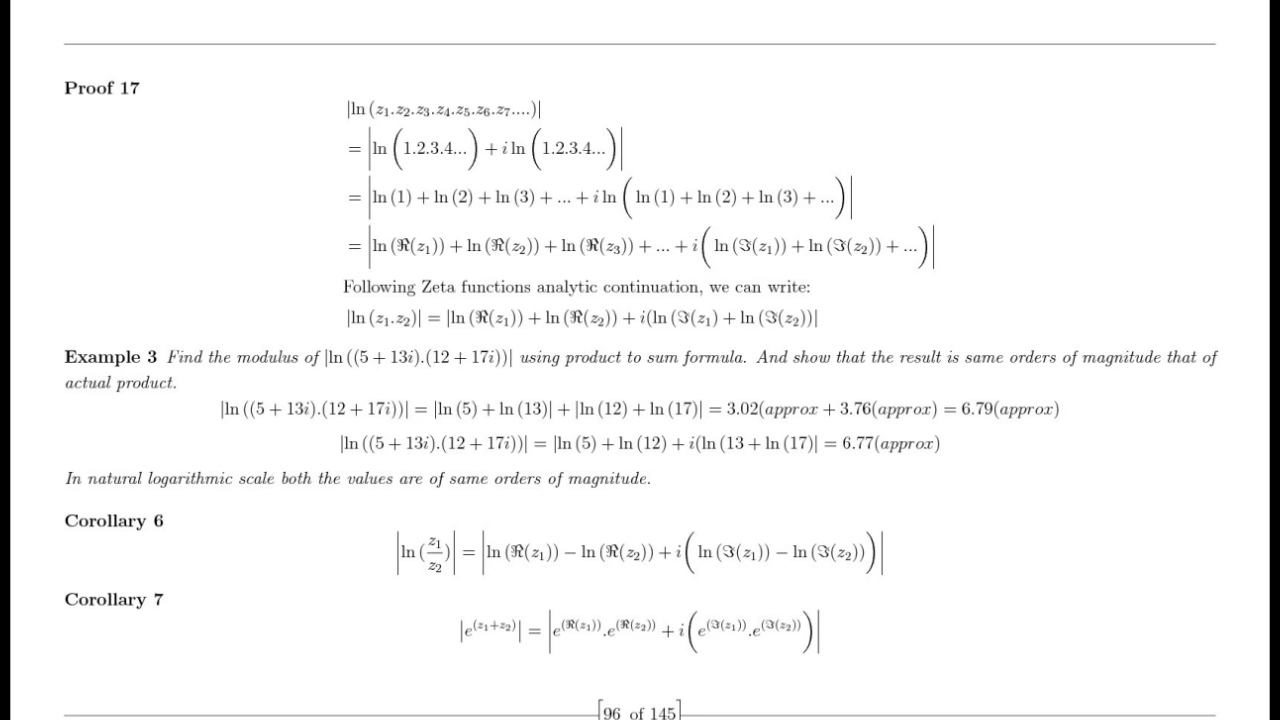 Proof 17
|ln (z₁.z₂.z₃.z₄.z₅.z₆.z₇....)|
= |ln (1.2.3.4...) + i ln (1.2.3.4...)|
= |ln (1) + ln (2) + ln (3) + ... + i ln ( ln (1) + ln (2) + ln (3) + ...)|
= |ln (ℜ(z₁)) + ln (ℜ(z₂)) + ln (ℜ(z₃)) + ... + i( ln (ℑ(z₁)) + ln (ℑ(z₂)) + ...)|
Following Zeta functions analytic continuation, we can write:
|ln (z₁.z₂)| = |ln (ℜ(z₁)) + ln (ℜ(z₂)) + i(ln (ℑ(z₁) + ln (ℑ(z₂))|
Example 3 Find the modulus of |ln ((5 + 13i).(12 + 17i))| using product to sum formula. And show that the result is same orders of magnitude that of
actual product.
|ln ((5 + 13i).(12 + 17i))| = |ln (5) + ln (13)| + |ln (12) + ln (17)| = 3.02(approx + 3.76(approx) = 6.79(approx)
|ln ((5 + 13i).(12 + 17i))| = |ln (5) + ln (12) + i(ln (13 + ln (17)| = 6.77(approx)
In natural logarithmic scale both the values are of same orders of magnitude.
Corollary 6
|ln (z₁/z₂)| = |ln (ℜ(z₁)) − ln (ℜ(z₂)) + i( ln (ℑ(z₁)) − ln (ℑ(z₂)))|
Corollary 7
|e^(z₁+z₂)| = |e^(ℜ(z₁)).e^(ℜ(z₂)) + i(e^(ℑ(z₁)).e^(ℑ(z₂)))|
[96 of 145]